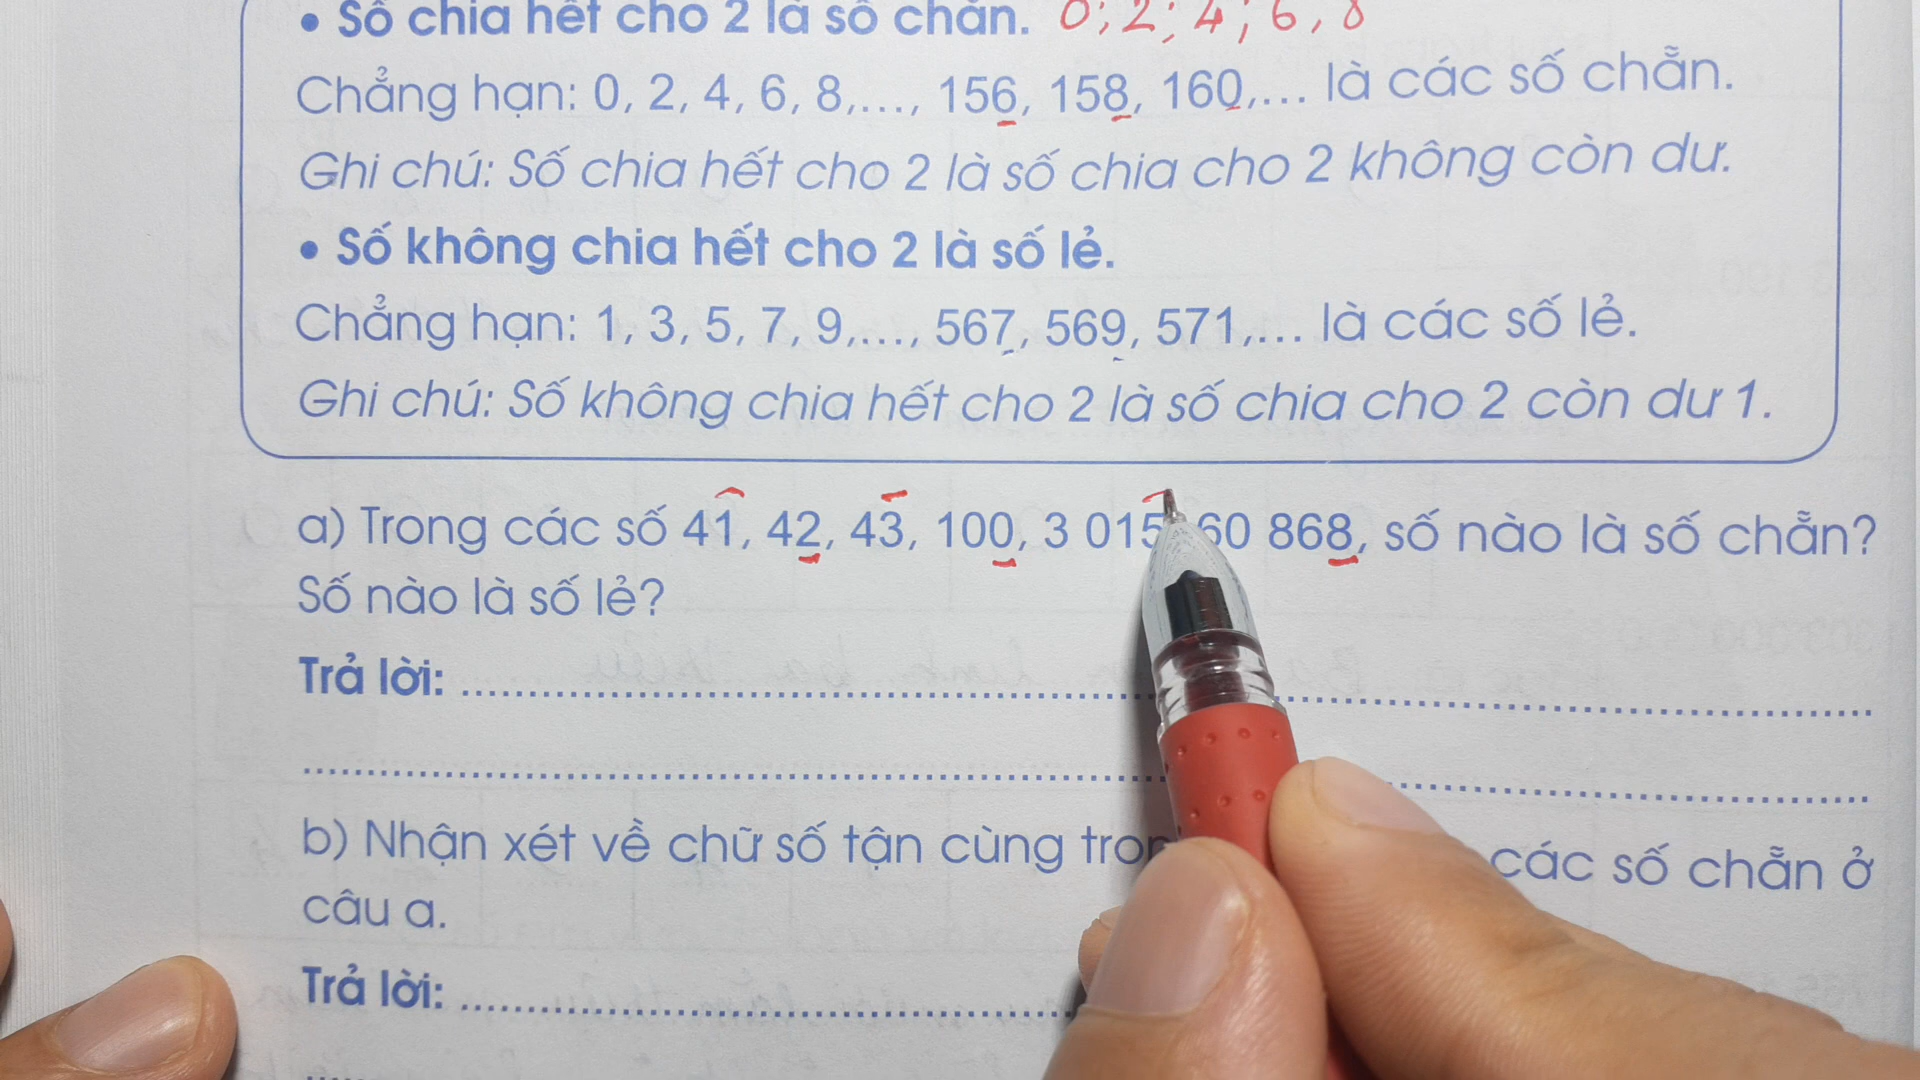 • Số chia hết cho 2 là số chẵn. 0; 2; 4; 6, 8
Chẳng hạn: 0, 2, 4, 6, 8,..., 156, 158, 160,... là các số chẵn.
Ghi chú: Số chia hết cho 2 là số chia cho 2 không còn dư.
• Số không chia hết cho 2 là số lẻ.
Chẳng hạn: 1, 3, 5, 7, 9,..., 567, 569, 571,... là các số lẻ.
Ghi chú: Số không chia hết cho 2 là số chia cho 2 còn dư 1.
a) Trong các số 41, 42, 43, 100, 3 015 60 868, số nào là số chẵn?
Số nào là số lẻ?
Trả lời:
b) Nhận xét về chữ số tận cùng các số chẵn ở
câu a.
Trả lời: